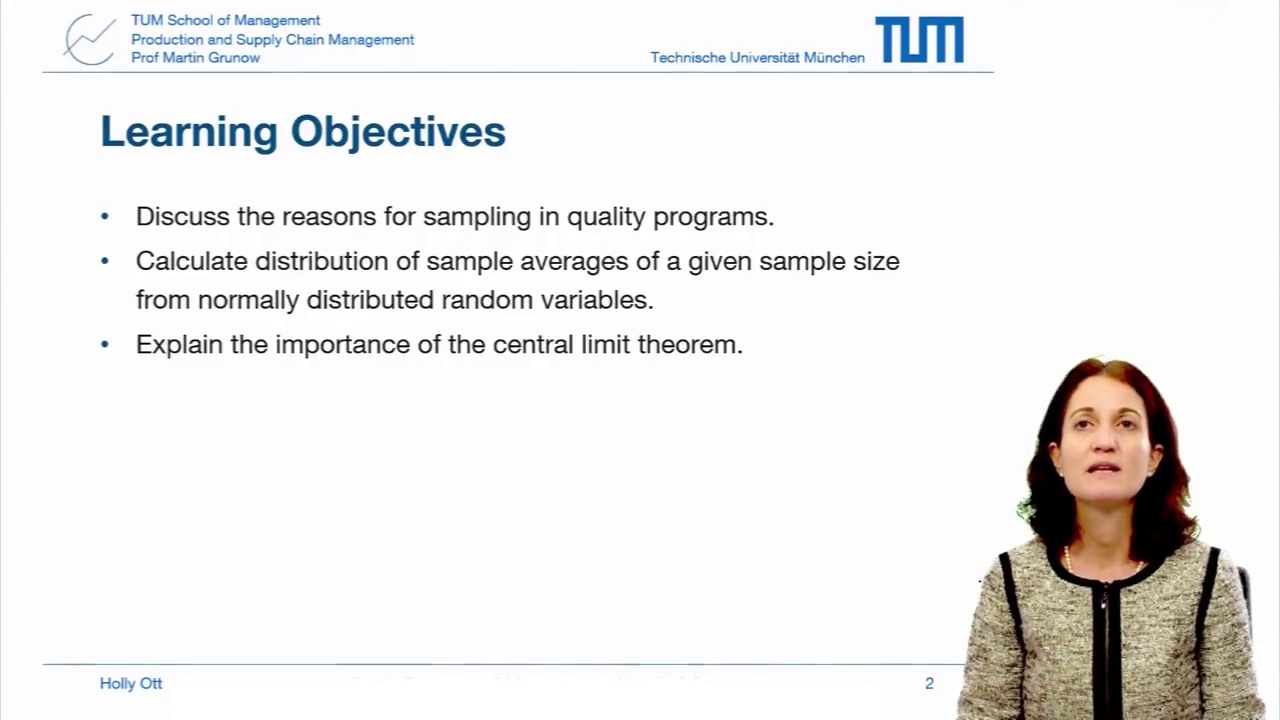 TUM School of Management
Production and Supply Chain Management
Prof Martin Grunow
Technische Universität München
TUM
Learning Objectives
• Discuss the reasons for sampling in quality programs.
• Calculate distribution of sample averages of a given sample size
from normally distributed random variables.
• Explain the importance of the central limit theorem.
Holly Ott
2